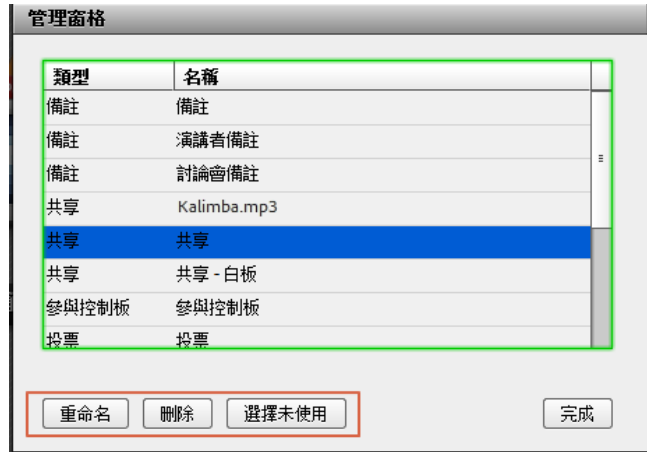 管理窗格
類型 名稱
備註 備註
備註 演講者備註
備註 討論會備註
共享 Kalimba.mp3
共享 共享
共享 共享 - 白板
參與控制板 參與控制板
投票 投票
重命名 刪除 選擇未使用 完成